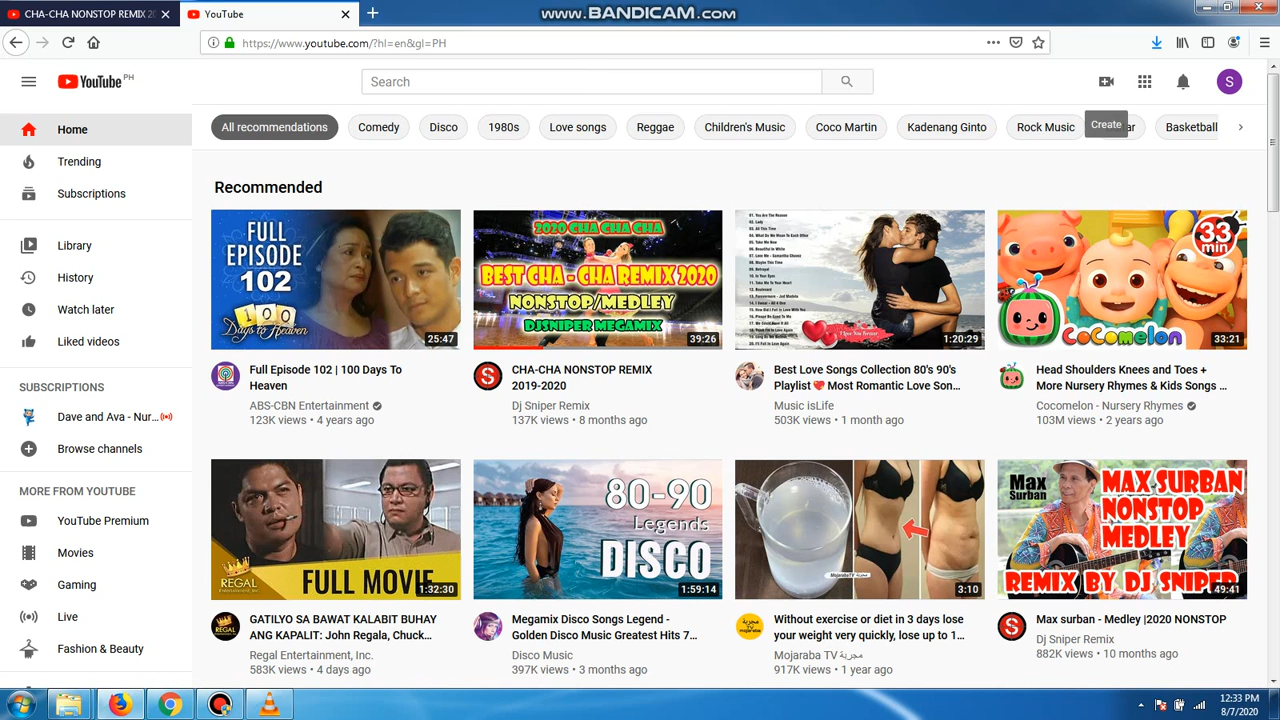 CHA-CHA NONSTOP REMIX 20
YouTube
www.BANDICAM.com
https://www.youtube.com/?hl=en&gl=PH
YouTube PH
Search
S
Create
Home
Trending
Subscriptions
Library
History
Watch later
Liked videos
SUBSCRIPTIONS
Dave and Ava - Nur...
Browse channels
MORE FROM YOUTUBE
YouTube Premium
Movies
Gaming
Live
Fashion & Beauty
All recommendations
Comedy
Disco
1980s
Love songs
Reggae
Children's Music
Coco Martin
Kadenang Ginto
Rock Music
Basketball
Recommended
FULL
EPISODE
102
100
Days to Heaven
25:47
Full Episode 102 | 100 Days To
Heaven
ABS-CBN Entertainment
123K views • 4 years ago
2020 CHA CHA CHA
BEST CHA - CHA REMIX 2020
NONSTOP/MEDLEY
DJSNIPER MEGAMIX
39:26
S
CHA-CHA NONSTOP REMIX
2019-2020
Dj Sniper Remix
137K views • 8 months ago
I Love You Forever
1:20:29
Best Love Songs Collection 80's 90's
Playlist ❤️ Most Romantic Love Son...
Music isLife
503K views • 1 month ago
33
min
CoComelon
33:21
Head Shoulders Knees and Toes +
More Nursery Rhymes & Kids Songs ...
Cocomelon - Nursery Rhymes
103M views • 2 years ago
REGAL
FULL MOVIE
1:32:30
REGAL
GATILYO SA BAWAT KALABIT BUHAY
ANG KAPALIT: John Regala, Chuck...
Regal Entertainment, Inc.
583K views • 4 days ago
80-90
Legends
DISCO
1:59:14
Megamix Disco Songs Legend -
Golden Disco Music Greatest Hits 7...
Disco Music
397K views • 3 months ago
MojarabaTV مجربة
3:10
Without exercise or diet in 3 days lose
your weight very quickly, lose up to 1...
Mojaraba TV مجربة
917K views • 1 year ago
Max
Surban
MAX SURBAN
NONSTOP
MEDLEY
REMIX BY DJ SNIPER
49:41
S
Max surban - Medley |2020 NONSTOP
Dj Sniper Remix
882K views • 10 months ago
12:33 PM
8/7/2020